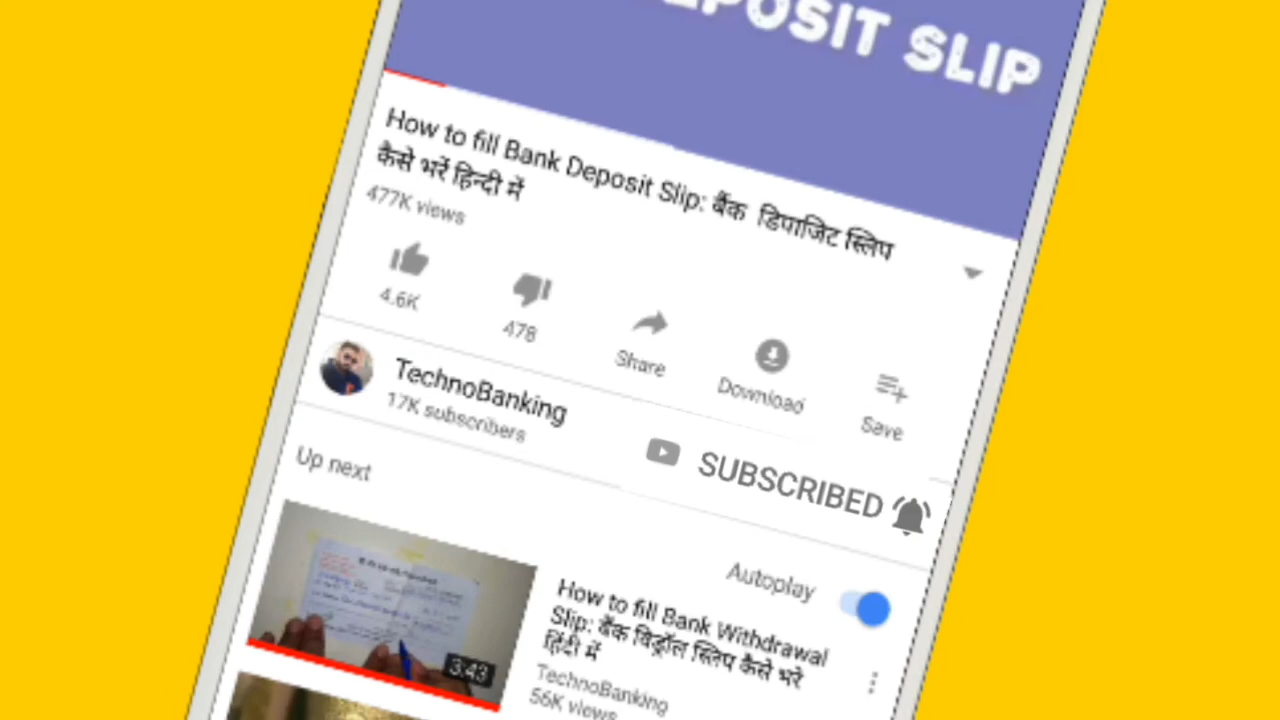 DEPOSIT SLIP
How to fill Bank Deposit Slip: बैंक डिपाजिट स्लिप
कैसे भरें हिन्दी में
477K views
4.6K
478
Share
Download
Save
TechnoBanking
17K subscribers
SUBSCRIBED
Up next
Autoplay
3:43
How to fill Bank Withdrawal
Slip: बैंक विड्रॉल स्लिप कैसे भरे
हिंदी में
TechnoBanking
56K views